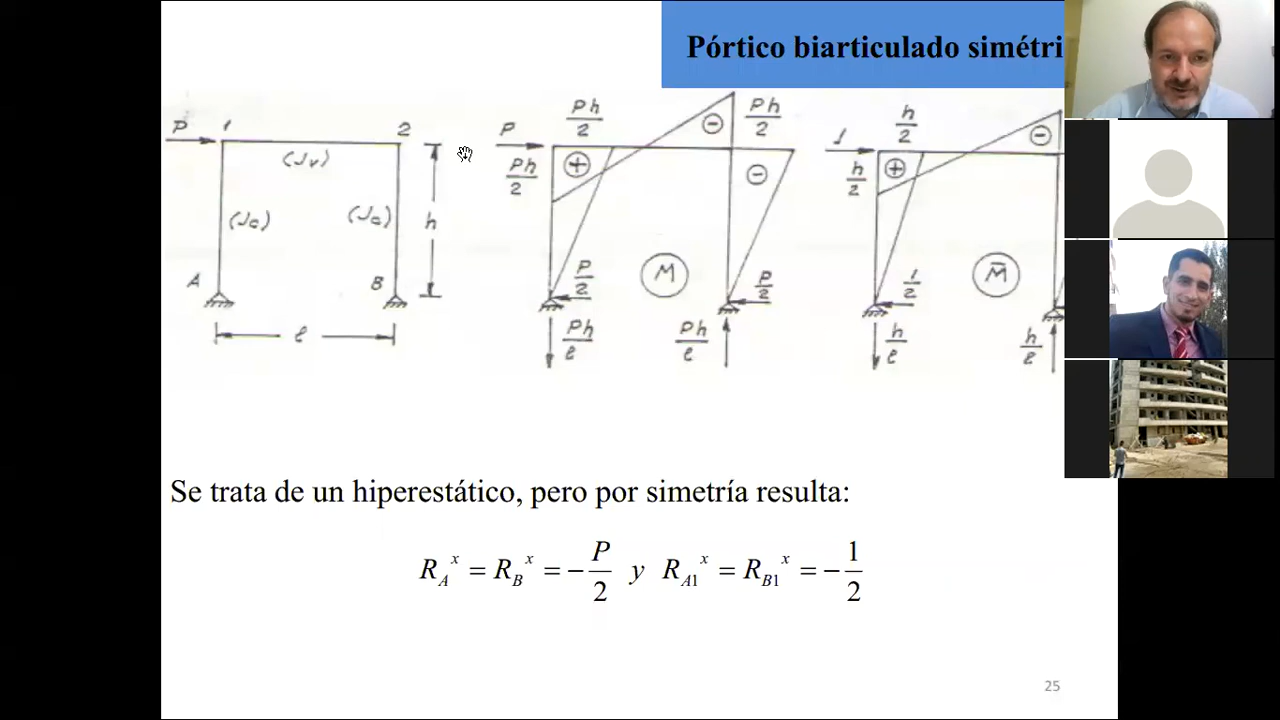 Pórtico biarticulado simétri
P 1 2
(Jv)
(Jc) (Jc) h
A B
l
P Ph/2 Ph/2
Ph/2 + - -
M
P/2 P/2
Ph/l Ph/l
1 h/2
h/2 + -
M̄
1/2
h/l h/l
Se trata de un hiperestático, pero por simetría resulta:
R_A^x = R_B^x = -P/2 y R_A1^x = R_B1^x = -1/2
25